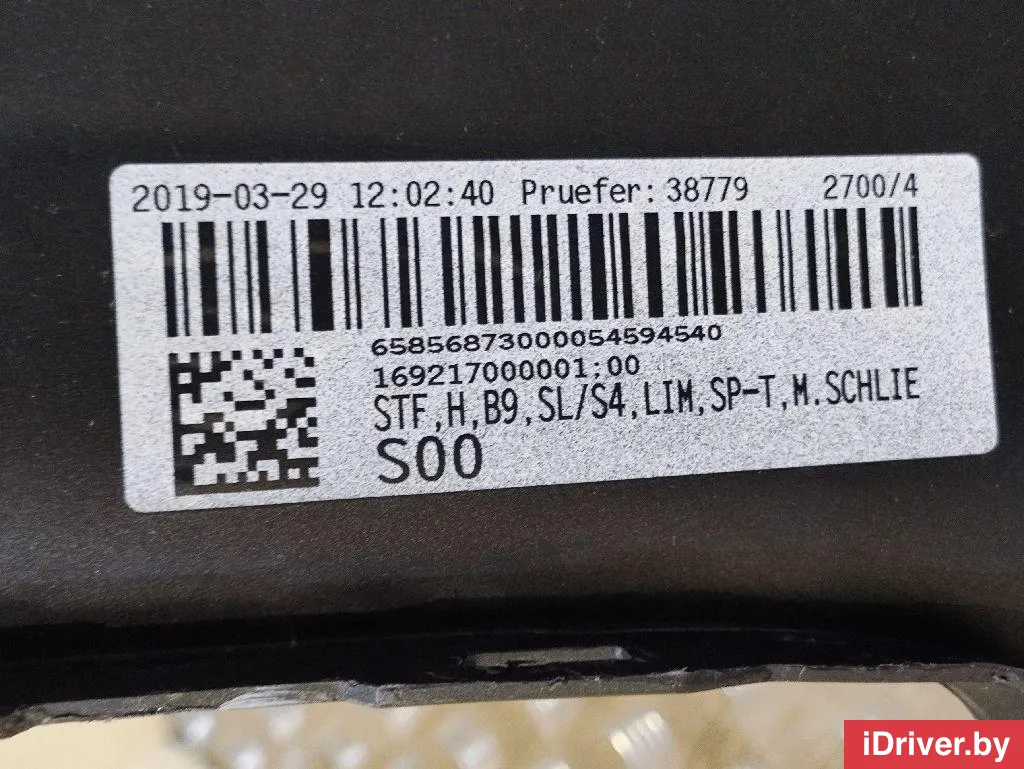 2019-03-29 12:02:40 Pruefer: 38779 2700/4
65856873000054594540
169217000001:00
STF,H,B9,SL/S4,LIM,SP-T,M.SCHLIE
S00
iDriver.by